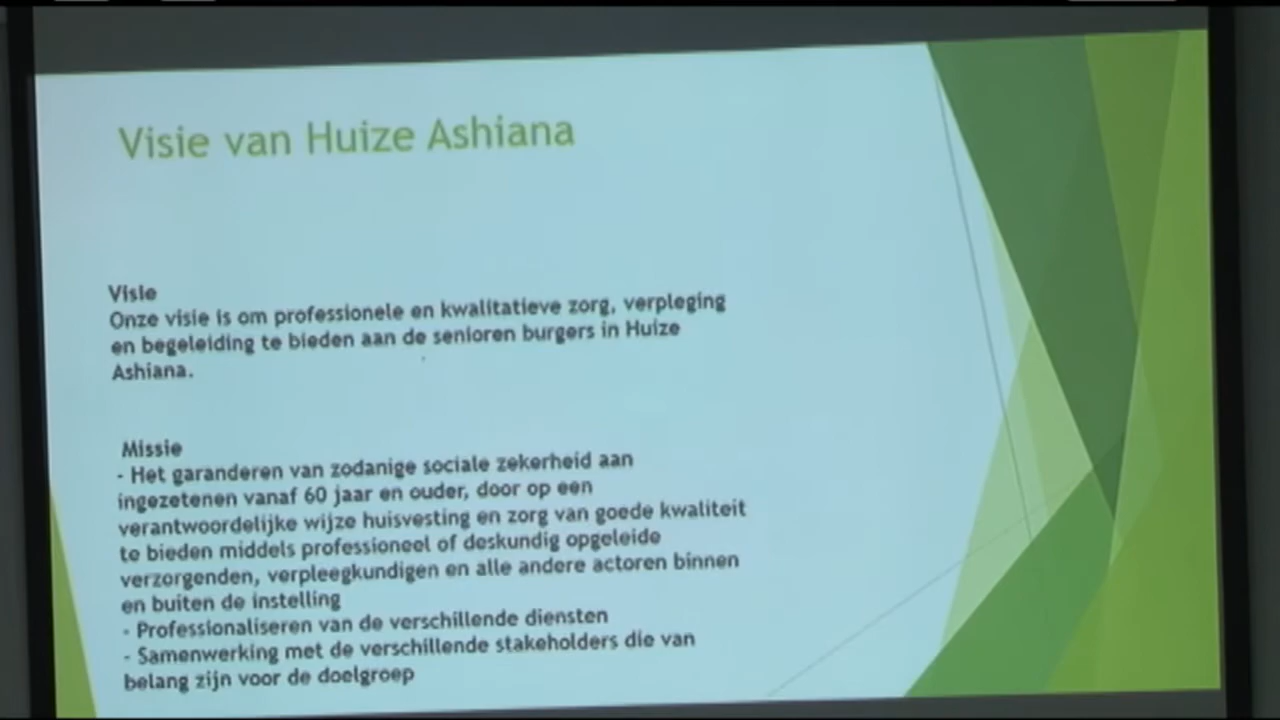 Visie van Huize Ashiana
Visie
Onze visie is om professionele en kwalitatieve zorg, verpleging
en begeleiding te bieden aan de senioren burgers in Huize
Ashiana.
Missie
- Het garanderen van zodanige sociale zekerheid aan
ingezetenen vanaf 60 jaar en ouder, door op een
verantwoordelijke wijze huisvesting en zorg van goede kwaliteit
te bieden middels professioneel of deskundig opgeleide
verzorgenden, verpleegkundigen en alle andere actoren binnen
en buiten de instelling
- Professionaliseren van de verschillende diensten
- Samenwerking met de verschillende stakeholders die van
belang zijn voor de doelgroep